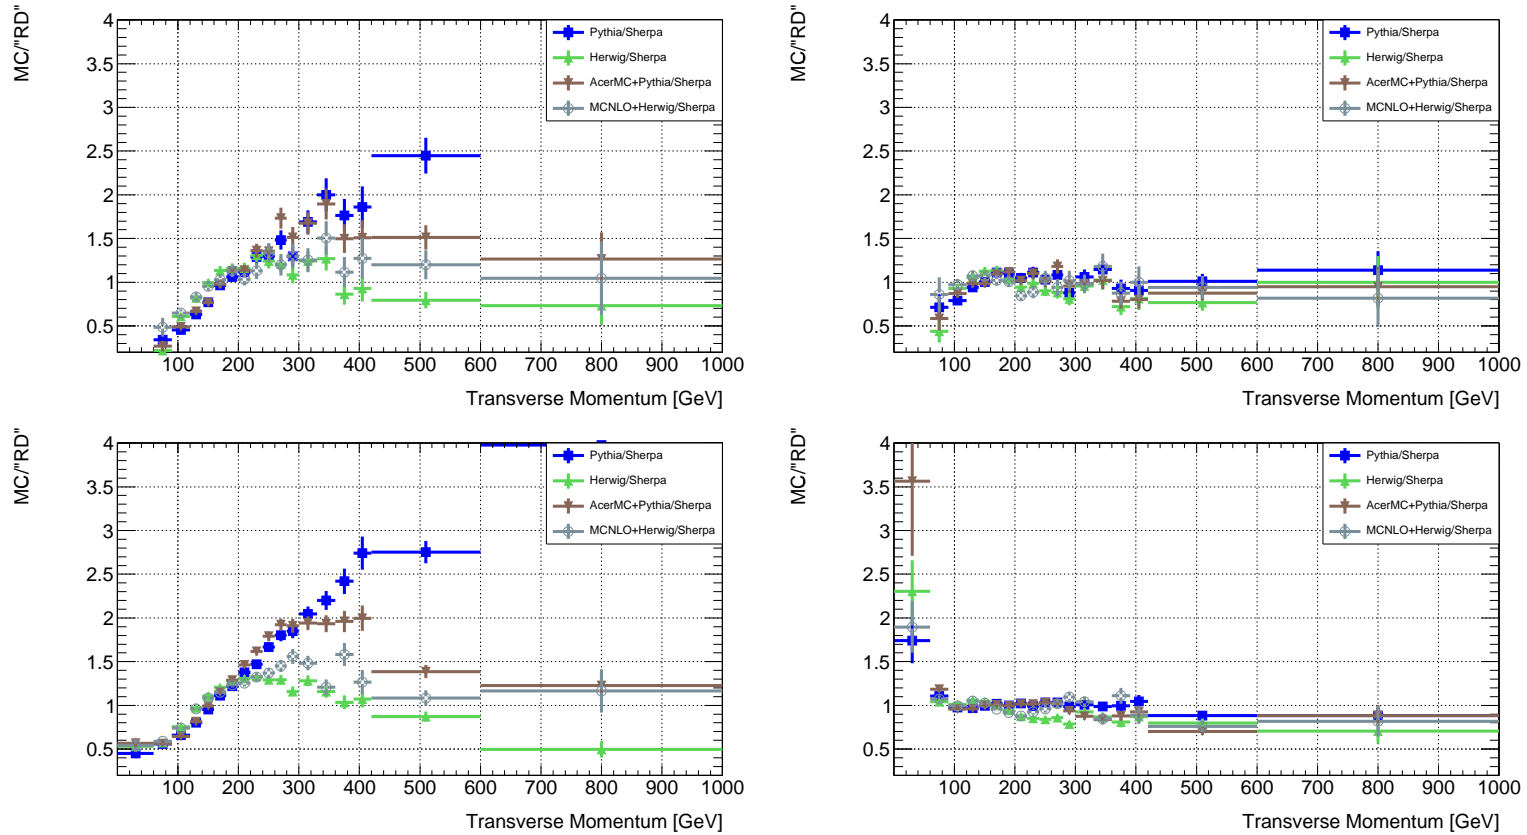 MC/"RD"
4
3.5
3
2.5
2
1.5
1
0.5
Pythia/Sherpa
Herwig/Sherpa
AcerMC+Pythia/Sherpa
MCNLO+Herwig/Sherpa
100 200 300 400 500 600 700 800 900 1000
Transverse Momentum [GeV]
MC/"RD"
4
3.5
3
2.5
2
1.5
1
0.5
Pythia/Sherpa
Herwig/Sherpa
AcerMC+Pythia/Sherpa
MCNLO+Herwig/Sherpa
100 200 300 400 500 600 700 800 900 1000
Transverse Momentum [GeV]
MC/"RD"
4
3.5
3
2.5
2
1.5
1
0.5
Pythia/Sherpa
Herwig/Sherpa
AcerMC+Pythia/Sherpa
MCNLO+Herwig/Sherpa
100 200 300 400 500 600 700 800 900 1000
Transverse Momentum [GeV]
MC/"RD"
4
3.5
3
2.5
2
1.5
1
0.5
Pythia/Sherpa
Herwig/Sherpa
AcerMC+Pythia/Sherpa
MCNLO+Herwig/Sherpa
100 200 300 400 500 600 700 800 900 1000
Transverse Momentum [GeV]